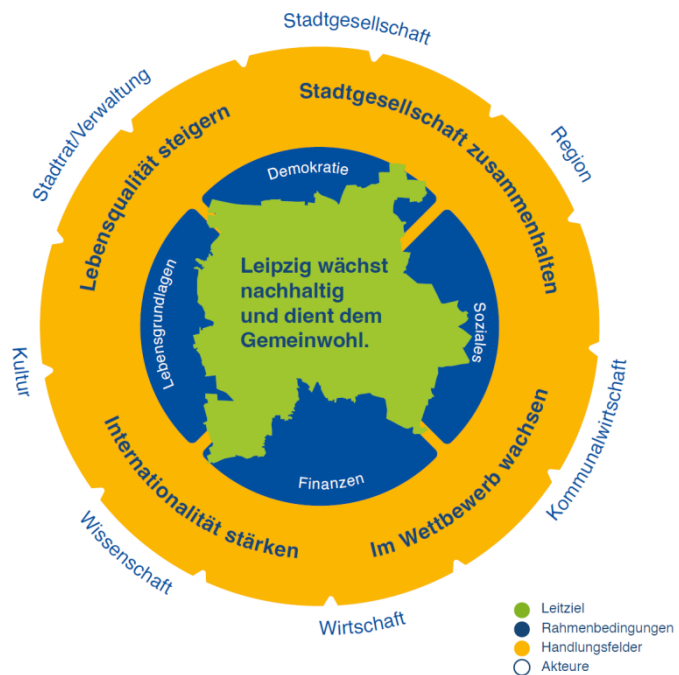 Stadtgesellschaft
Stadtrat/Verwaltung
Region
Kultur
Kommunalwirtschaft
Wissenschaft
Wirtschaft
Lebensqualität steigern
Stadtgesellschaft zusammenhalten
Internationalität stärken
Im Wettbewerb wachsen
Demokratie
Lebensgrundlagen
Soziales
Finanzen
Leipzig wächst
nachhaltig
und dient dem
Gemeinwohl.
Leitziel
Rahmenbedingungen
Handlungsfelder
Akteure